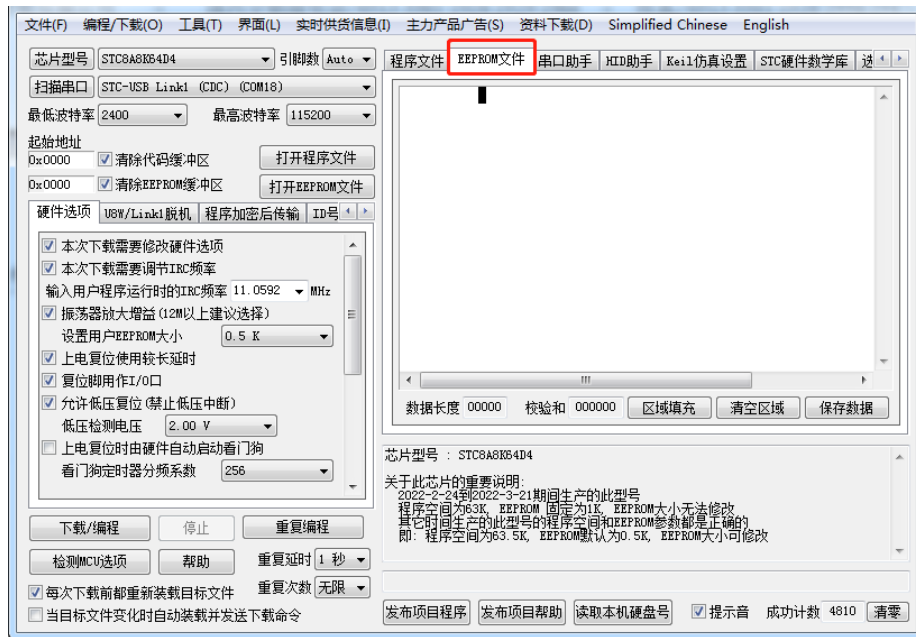 文件(F) 编程/下载(O) 工具(T) 界面(L) 实时供货信息(I) 主力产品广告(S) 资料下载(D) Simplified Chinese English
芯片型号 STC8A8K64D4 引脚数 Auto
扫描串口 STC-USB Link1 (CDC) (COM18)
最低波特率 2400 最高波特率 115200
起始地址
0x0000 清除代码缓冲区 打开程序文件
0x0000 清除EEPROM缓冲区 打开EEPROM文件
硬件选项 U8W/Link1脱机 程序加密后传输 ID号
本次下载需要修改硬件选项
本次下载需要调节IRC频率
输入用户程序运行时的IRC频率 11.0592 MHz
振荡器放大增益(12M以上建议选择)
设置用户EEPROM大小 0.5 K
上电复位使用较长延时
复位脚用作I/O口
允许低压复位(禁止低压中断)
低压检测电压 2.00 V
上电复位时由硬件自动启动看门狗
看门狗定时器分频系数 256
下载/编程 停止 重复编程
检测MCU选项 帮助 重复延时 1 秒
每次下载前都重新装载目标文件 重复次数 无限
当目标文件变化时自动装载并发送下载命令
程序文件 EEPROM文件 串口助手 HID助手 Keil仿真设置 STC硬件数学库
数据长度 00000 校验和 000000 区域填充 清空区域 保存数据
芯片型号 : STC8A8K64D4
关于此芯片的重要说明:
2022-2-24到2022-3-21期间生产的此型号
程序空间为63K, EEPROM 固定为1K, EEPROM大小无法修改
其它时间生产的此型号的程序空间和EEPROM参数都是正确的
即: 程序空间为63.5K, EEPROM默认为0.5K, EEPROM大小可修改
发布项目程序 发布项目帮助 读取本机硬盘号 提示音 成功计数 4810 清零